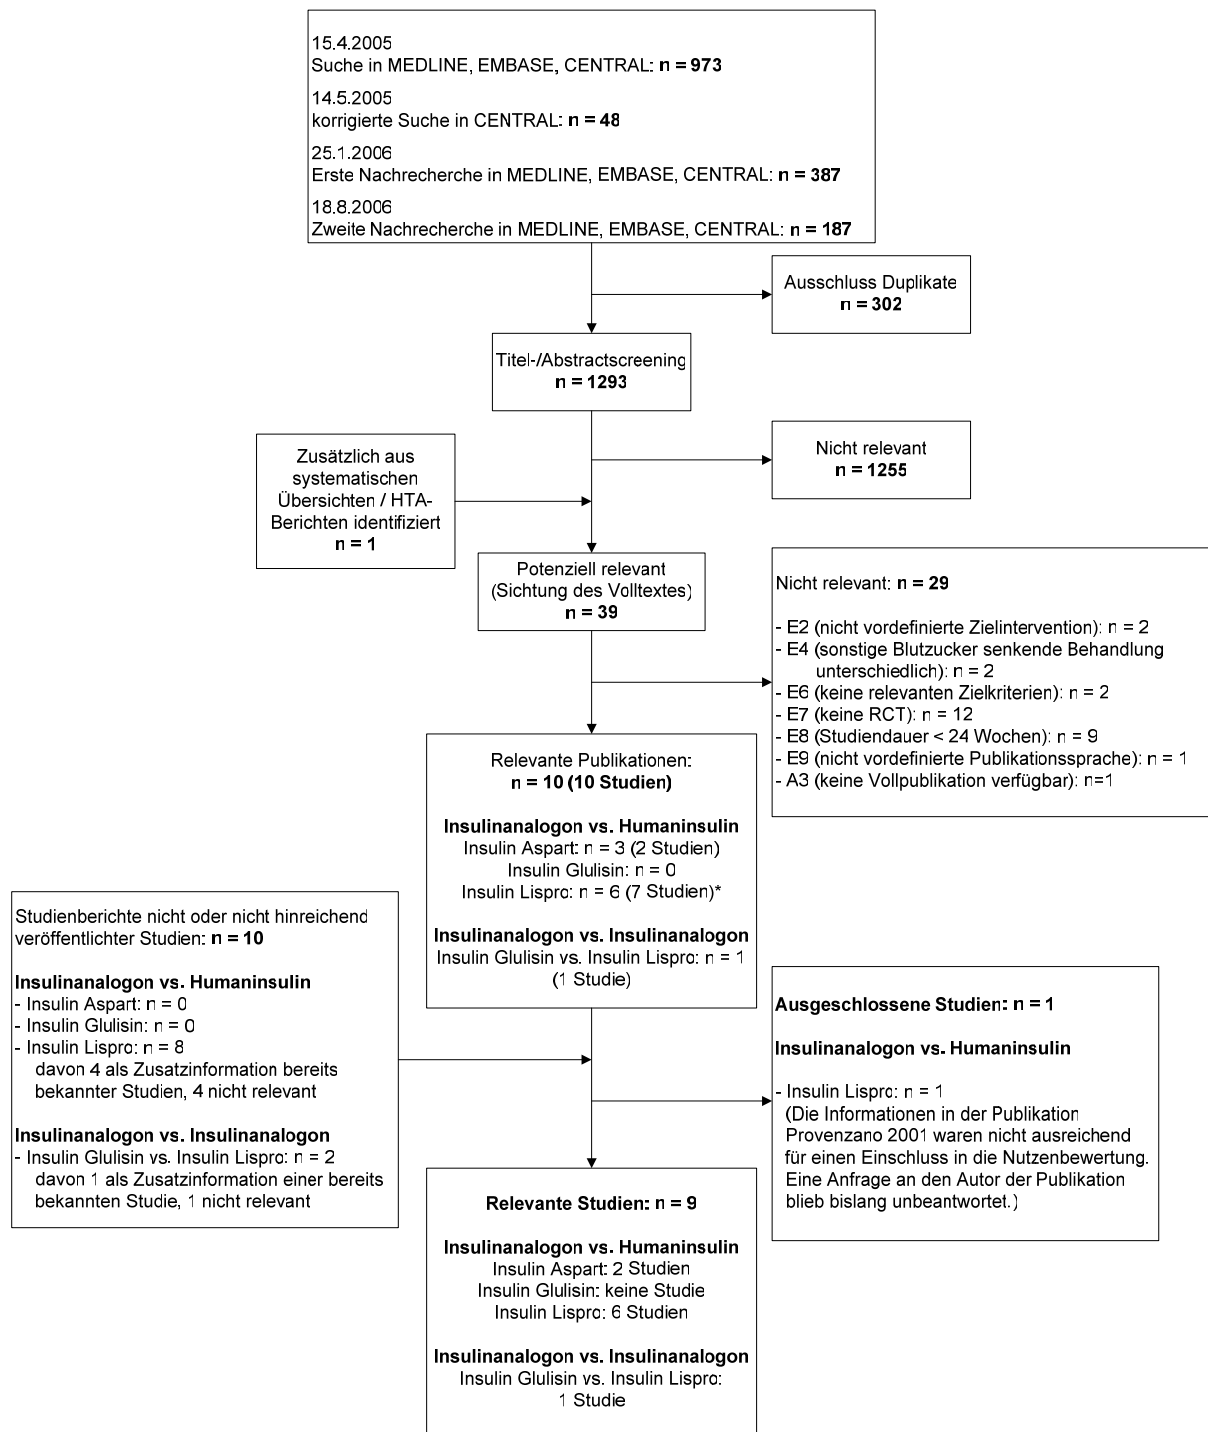 15.4.2005
Suche in MEDLINE, EMBASE, CENTRAL: n = 973
14.5.2005
korrigierte Suche in CENTRAL: n = 48
25.1.2006
Erste Nachrecherche in MEDLINE, EMBASE, CENTRAL: n = 387
18.8.2006
Zweite Nachrecherche in MEDLINE, EMBASE, CENTRAL: n = 187
Ausschluss Duplikate
n = 302
Titel-/Abstractscreening
n = 1293
Nicht relevant
n = 1255
Zusätzlich aus
systematischen
Übersichten / HTA-
Berichten identifiziert
n = 1
Potenziell relevant
(Sichtung des Volltextes)
n = 39
Nicht relevant: n = 29
- E2 (nicht vordefinierte Zielintervention): n = 2
- E4 (sonstige Blutzucker senkende Behandlung
unterschiedlich): n = 2
- E6 (keine relevanten Zielkriterien): n = 2
- E7 (keine RCT): n = 12
- E8 (Studiendauer < 24 Wochen): n = 9
- E9 (nicht vordefinierte Publikationssprache): n = 1
- A3 (keine Vollpublikation verfügbar): n=1
Relevante Publikationen:
n = 10 (10 Studien)
Insulinanalogon vs. Humaninsulin
Insulin Aspart: n = 3 (2 Studien)
Insulin Glulisin: n = 0
Insulin Lispro: n = 6 (7 Studien)*
Insulinanalogon vs. Insulinanalogon
Insulin Glulisin vs. Insulin Lispro: n = 1
(1 Studie)
Studienberichte nicht oder nicht hinreichend
veröffentlichter Studien: n = 10
Insulinanalogon vs. Humaninsulin
- Insulin Aspart: n = 0
- Insulin Glulisin: n = 0
- Insulin Lispro: n = 8
davon 4 als Zusatzinformation bereits
bekannter Studien, 4 nicht relevant
Insulinanalogon vs. Insulinanalogon
- Insulin Glulisin vs. Insulin Lispro: n = 2
davon 1 als Zusatzinformation einer bereits
bekannten Studie, 1 nicht relevant
Ausgeschlossene Studien: n = 1
Insulinanalogon vs. Humaninsulin
- Insulin Lispro: n = 1
(Die Informationen in der Publikation
Provenzano 2001 waren nicht ausreichend
für einen Einschluss in die Nutzenbewertung.
Eine Anfrage an den Autor der Publikation
blieb bislang unbeantwortet.)
Relevante Studien: n = 9
Insulinanalogon vs. Humaninsulin
Insulin Aspart: 2 Studien
Insulin Glulisin: keine Studie
Insulin Lispro: 6 Studien
Insulinanalogon vs. Insulinanalogon
Insulin Glulisin vs. Insulin Lispro:
1 Studie